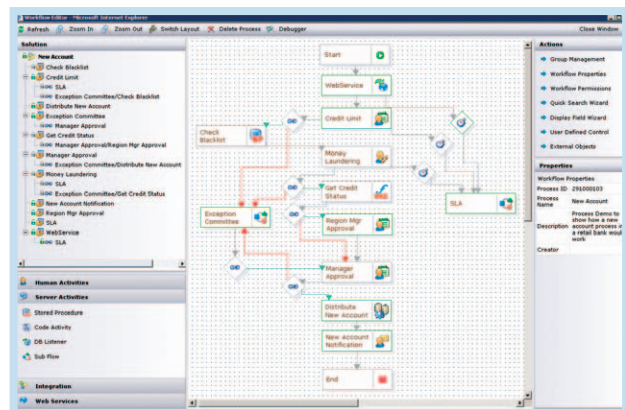 Workflow Editor - Microsoft Internet Explorer
Refresh Zoom In Zoom Out Switch Layout Delete Process Debugger Close Window
Solution
New Account
Check Blacklist
Credit Limit
SLA
Exception Committee/Check Blacklist
Distribute New Account
Exception Committee
Manager Approval
Get Credit Status
Manager Approval/Region Mgr Approval
Manager Approval
Exception Committee/Distribute New Account
Money Laundering
SLA
Exception Committee/Get Credit Status
New Account Notification
Region Mgr Approval
SLA
WebService
SLA
Human Activities
Server Activities
Stored Procedure
Code Activity
DB Listener
Sub Flow
Integration
Web Services
Start
WebService
Credit Limit
Check
Blacklist
Money
Laundering
Get Credit
Status
SLA
Exception
Committee
Region Mgr
Approval
Manager
Approval
Distribute
New Account
New Account
Notification
End
Actions
Group Management
Workflow Properties
Workflow Permissions
Quick Search Wizard
Display Field Wizard
User Defined Control
External Objects
Properties
Workflow Properties
Process ID 291000103
Process
Name New Account
Process Demo to
show how a new
Description account process in
a retail bank would
work
Creator